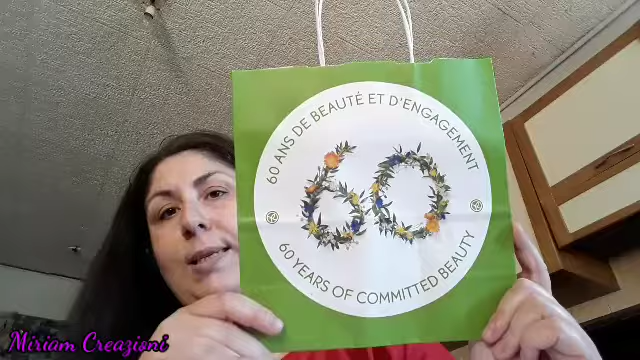 60 ANS DE BEAUTÉ ET D'ENGAGEMENT
60
60 YEARS OF COMMITTED BEAUTY
Miriam Creazioni